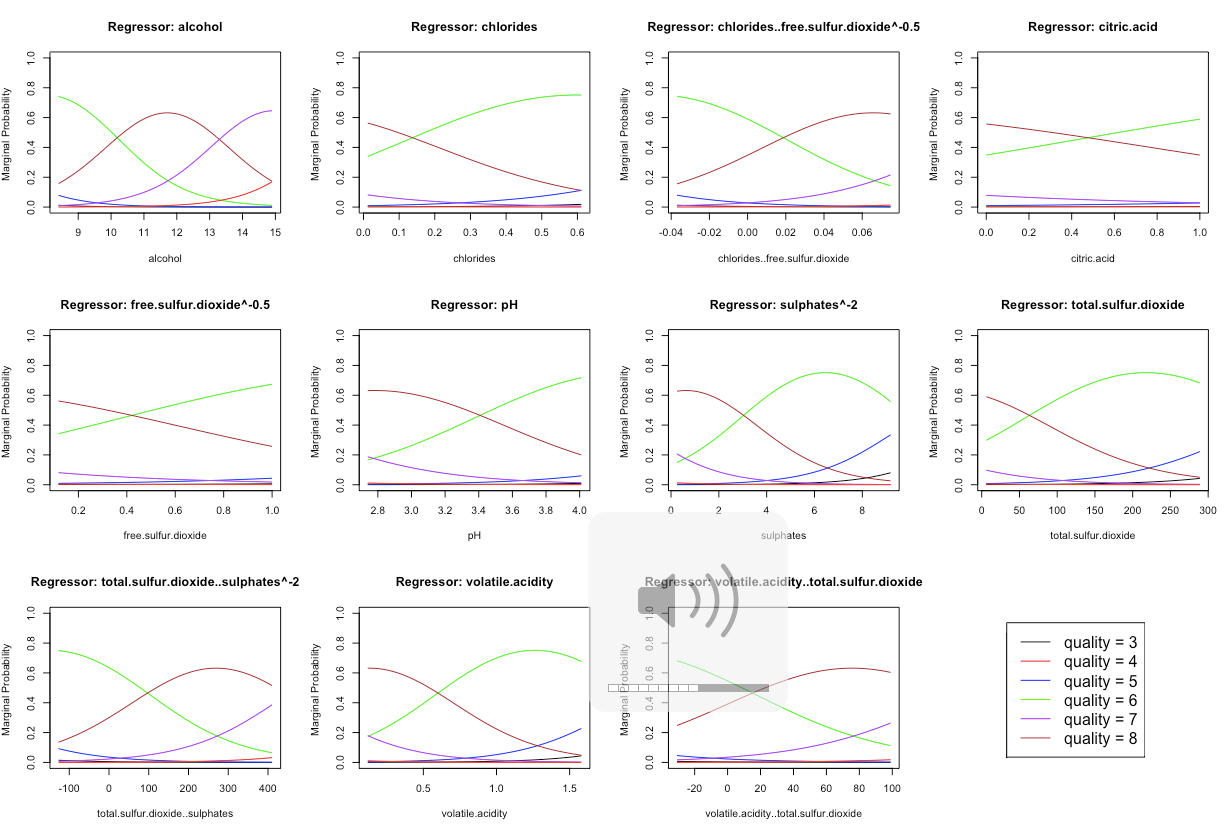 Regressor: alcohol
Marginal Probability
0.0 0.2 0.4 0.6 0.8 1.0
9 10 11 12 13 14 15
alcohol
Regressor: chlorides
Marginal Probability
0.0 0.2 0.4 0.6 0.8 1.0
0.0 0.1 0.2 0.3 0.4 0.5 0.6
chlorides
Regressor: chlorides..free.sulfur.dioxide^-0.5
Marginal Probability
0.0 0.2 0.4 0.6 0.8 1.0
-0.04 -0.02 0.00 0.02 0.04 0.06
chlorides..free.sulfur.dioxide
Regressor: citric.acid
Marginal Probability
0.0 0.2 0.4 0.6 0.8 1.0
0.0 0.2 0.4 0.6 0.8 1.0
citric.acid
Regressor: free.sulfur.dioxide^-0.5
Marginal Probability
0.0 0.2 0.4 0.6 0.8 1.0
0.2 0.4 0.6 0.8 1.0
free.sulfur.dioxide
Regressor: pH
Marginal Probability
0.0 0.2 0.4 0.6 0.8 1.0
2.8 3.0 3.2 3.4 3.6 3.8 4.0
pH
Regressor: sulphates^-2
Marginal Probability
0.0 0.2 0.4 0.6 0.8 1.0
0 2 4 6 8
sulphates
Regressor: total.sulfur.dioxide
Marginal Probability
0.0 0.2 0.4 0.6 0.8 1.0
0 50 100 150 200 250 300
total.sulfur.dioxide
Regressor: total.sulfur.dioxide..sulphates^-2
Marginal Probability
0.0 0.2 0.4 0.6 0.8 1.0
-100 0 100 200 300 400
total.sulfur.dioxide..sulphates
Regressor: volatile.acidity
Marginal Probability
0.0 0.2 0.4 0.6 0.8 1.0
0.5 1.0 1.5
volatile.acidity
Regressor: volatile.acidity..total.sulfur.dioxide
Marginal Probability
0.0 0.2 0.4 0.6 0.8 1.0
-20 0 20 40 60 80 100
volatile.acidity..total.sulfur.dioxide
quality = 3
quality = 4
quality = 5
quality = 6
quality = 7
quality = 8